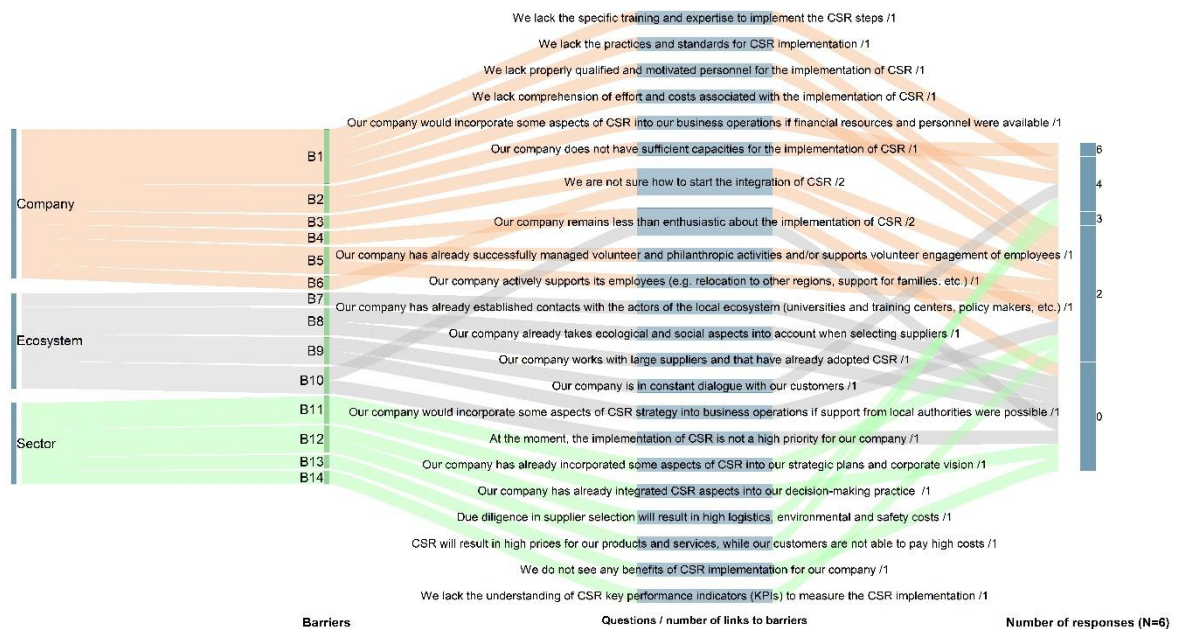 We lack the specific training and expertise to implement the CSR steps /1
We lack the practices and standards for CSR implementation /1
We lack properly qualified and motivated personnel for the implementation of CSR /1
We lack comprehension of effort and costs associated with the implementation of CSR /1
Our company would incorporate some aspects of CSR into our business operations if financial resources and personnel were available /1
Our company does not have sufficient capacities for the implementation of CSR /1
We are not sure how to start the integration of CSR /2
Our company remains less than enthusiastic about the implementation of CSR /2
Our company has already successfully managed volunteer and philanthropic activities and/or supports volunteer engagement of employees /1
Our company actively supports its employees (e.g. relocation to other regions, support for families, etc.) /1
Our company has already established contacts with the actors of the local ecosystem (universities and training centers, policy makers, etc.) /1
Our company already takes ecological and social aspects into account when selecting suppliers /1
Our company works with large suppliers and that have already adopted CSR /1
Our company is in constant dialogue with our customers /1
Our company would incorporate some aspects of CSR strategy into business operations if support from local authorities were possible /1
At the moment, the implementation of CSR is not a high priority for our company /1
Our company has already incorporated some aspects of CSR into our strategic plans and corporate vision /1
Our company has already integrated CSR aspects into our decision-making practice /1
Due diligence in supplier selection will result in high logistics, environmental and safety costs /1
CSR will result in high prices for our products and services, while our customers are not able to pay high costs /1
We do not see any benefits of CSR implementation for our company /1
We lack the understanding of CSR key performance indicators (KPIs) to measure the CSR implementation /1
Company
Ecosystem
Sector
B1
B2
B3
B4
B5
B6
B7
B8
B9
B10
B11
B12
B13
B14
6
4
3
2
0
Barriers
Questions / number of links to barriers
Number of responses (N=6)